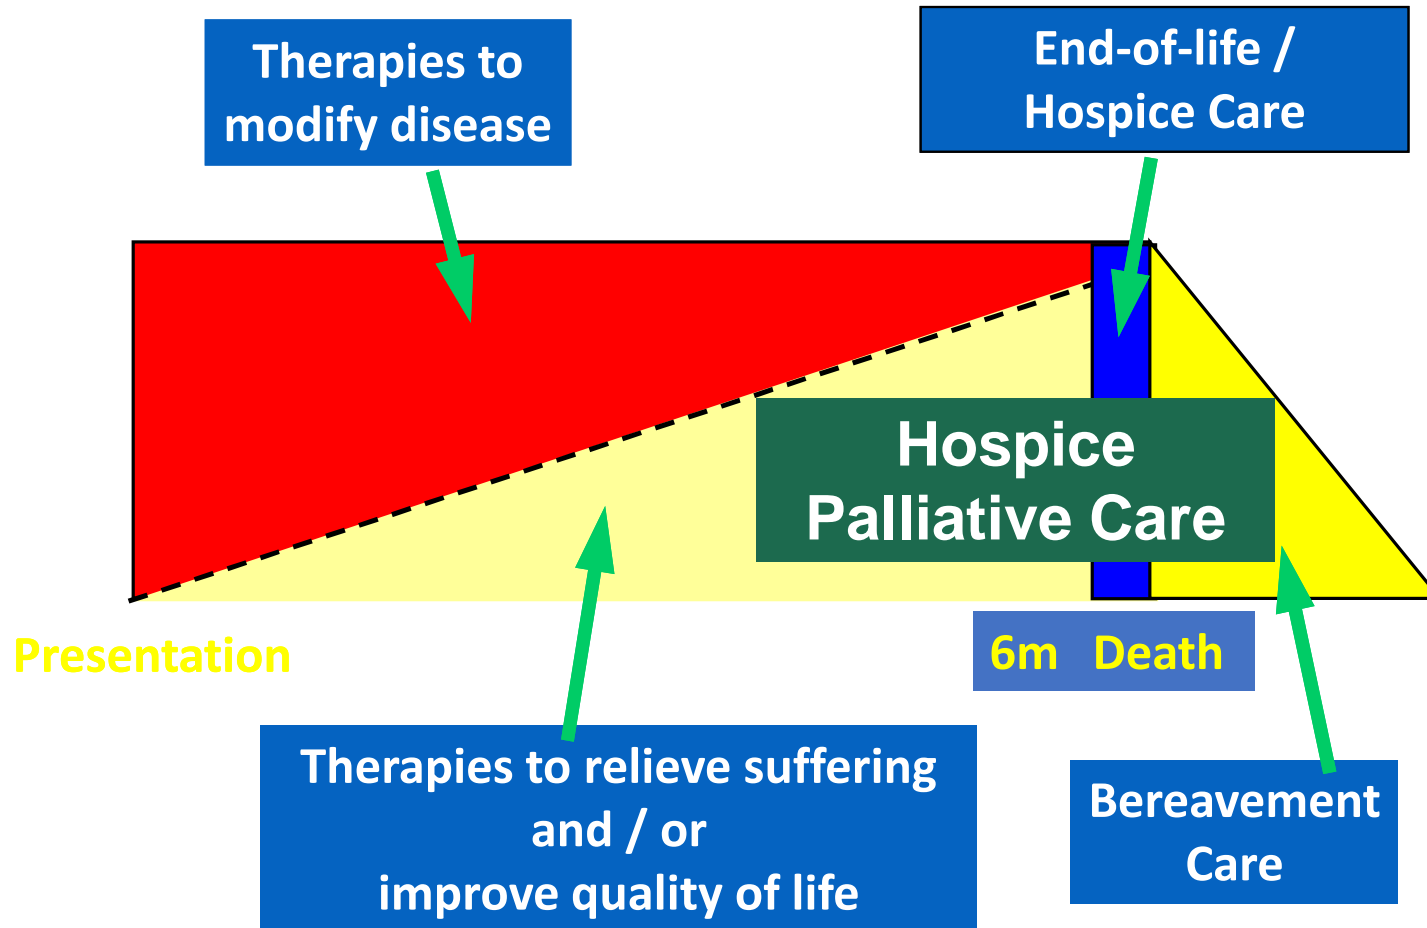 Therapies to
modify disease
End-of-life /
Hospice Care
Hospice
Palliative Care
Presentation
6m Death
Therapies to relieve suffering
and / or
improve quality of life
Bereavement
Care